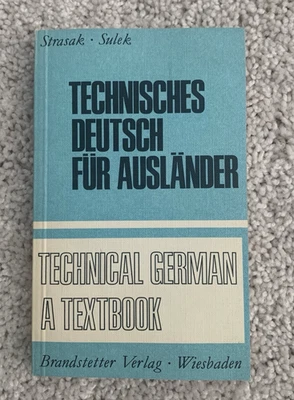 Strasak · Sulek
TECHNISCHES
DEUTSCH
FÜR AUSLÄNDER
TECHNICAL GERMAN
A TEXTBOOK
Brandstetter Verlag · Wiesbaden